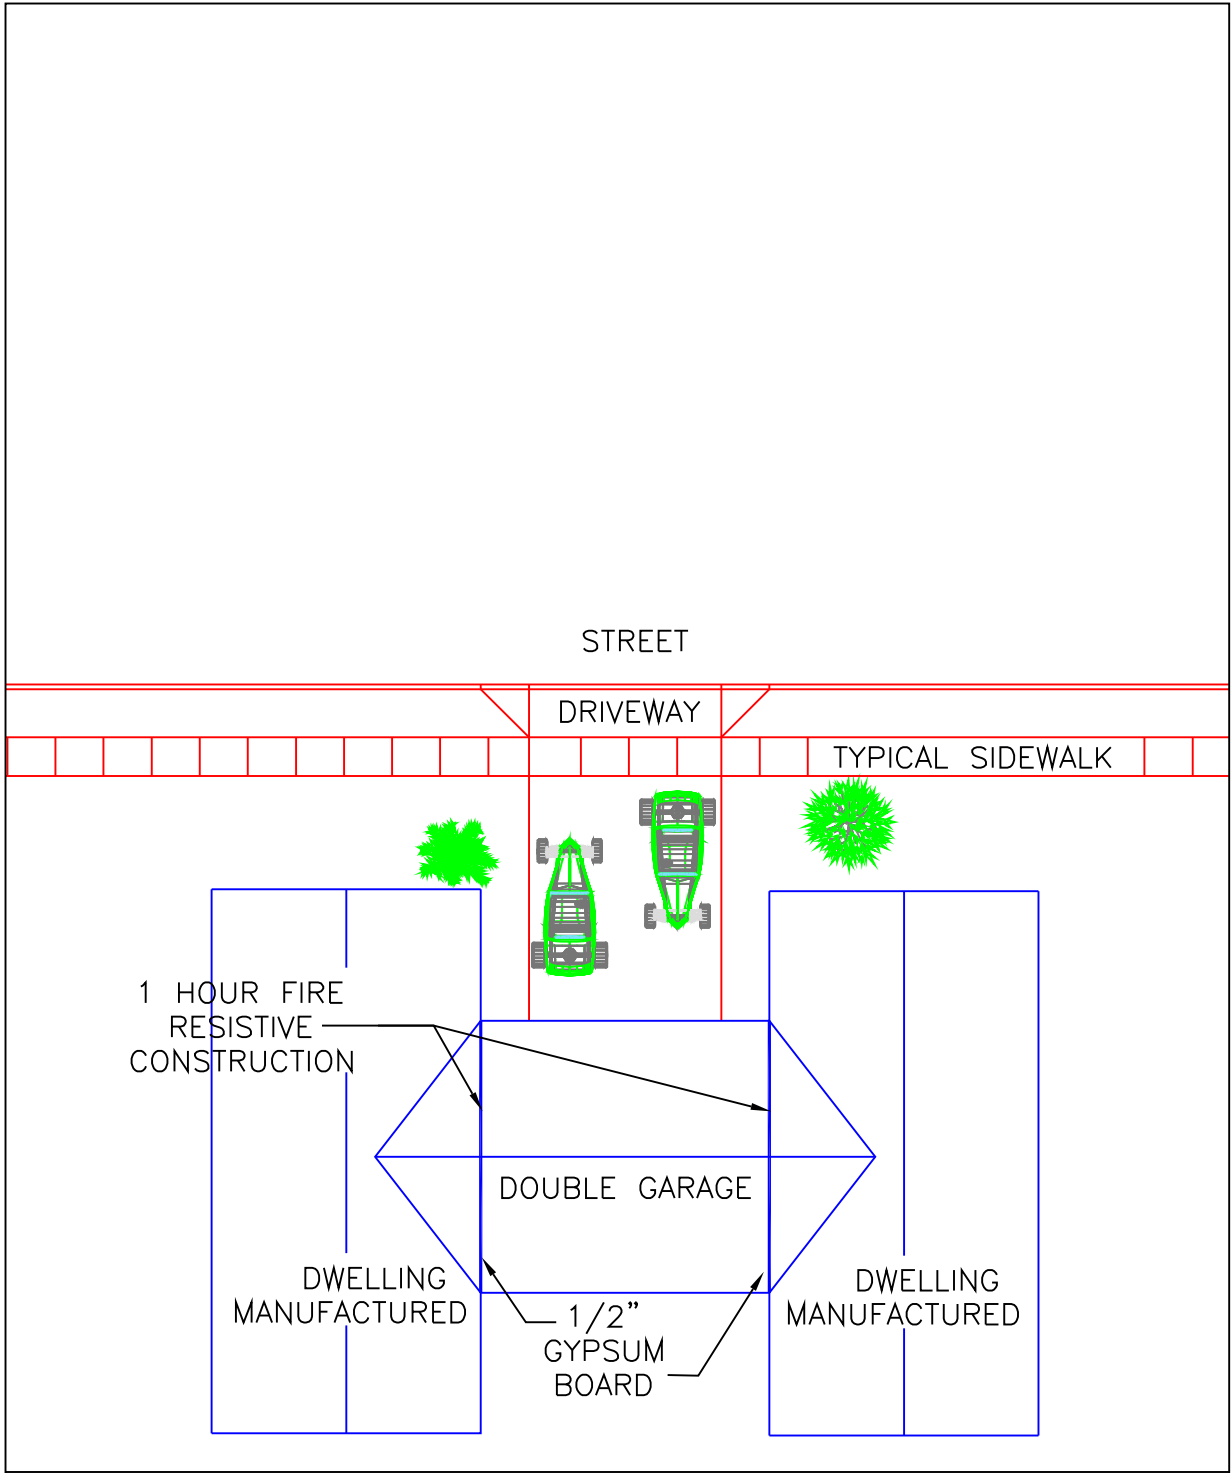 STREET
DRIVEWAY
TYPICAL SIDEWALK
1 HOUR FIRE
RESISTIVE
CONSTRUCTION
DOUBLE GARAGE
DWELLING
MANUFACTURED
DWELLING
MANUFACTURED
1/2”
GYPSUM
BOARD